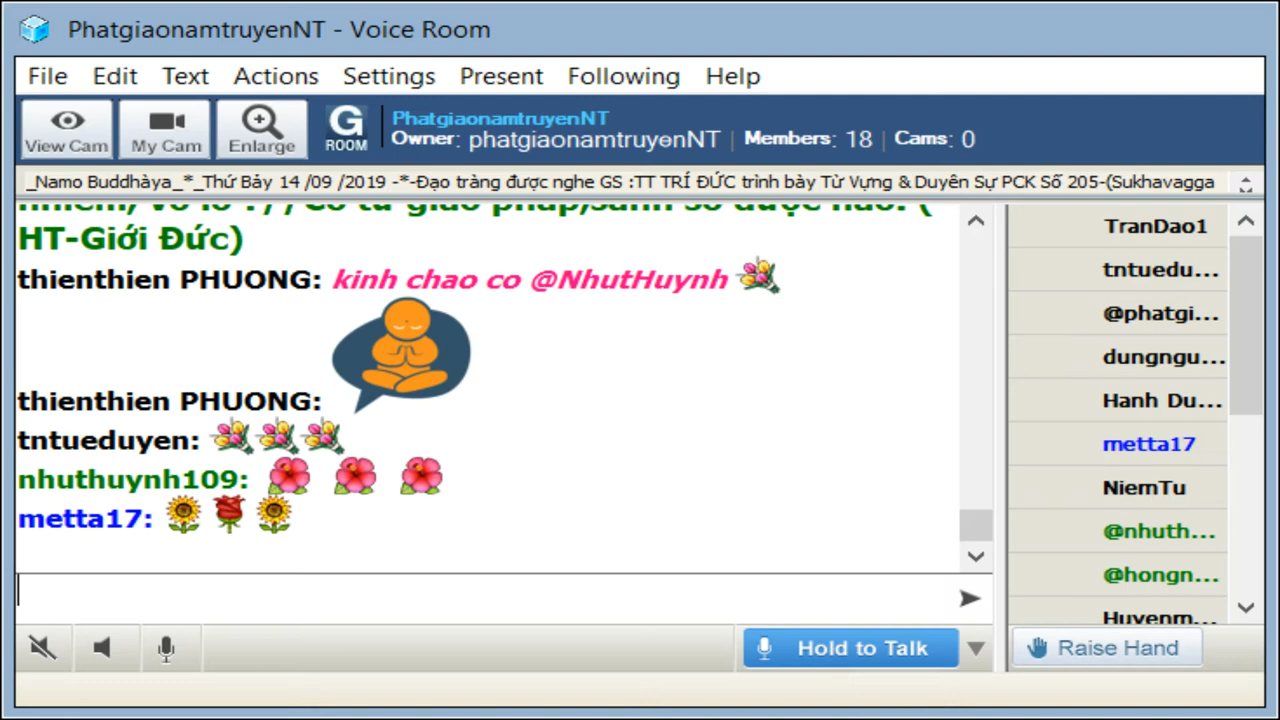 PhatgiaonamtruyenNT - Voice Room
File Edit Text Actions Settings Present Following Help
View Cam My Cam Enlarge G ROOM
PhatgiaonamtruyenNT
Owner: phatgiaonamtruyenNT | Members: 18 | Cams: 0
_Namo Buddhàya_*_Thứ Bảy 14 /09 /2019 -*-Đạo tràng được nghe GS :TT TRÍ ĐỨC trình bày Từ Vựng & Duyên Sự PCK Số 205-(Sukhavagga
HT-Giới Đức)
thienthien PHUONG: kinh chao co @NhutHuynh
thienthien PHUONG:
tntueduyen:
nhuthuynh109:
metta17:
TranDao1
tntuedu...
@phatgi...
dungngu...
Hanh Du...
metta17
NiemTu
@nhuth...
@hongn...
Huyenm...
Hold to Talk
Raise Hand